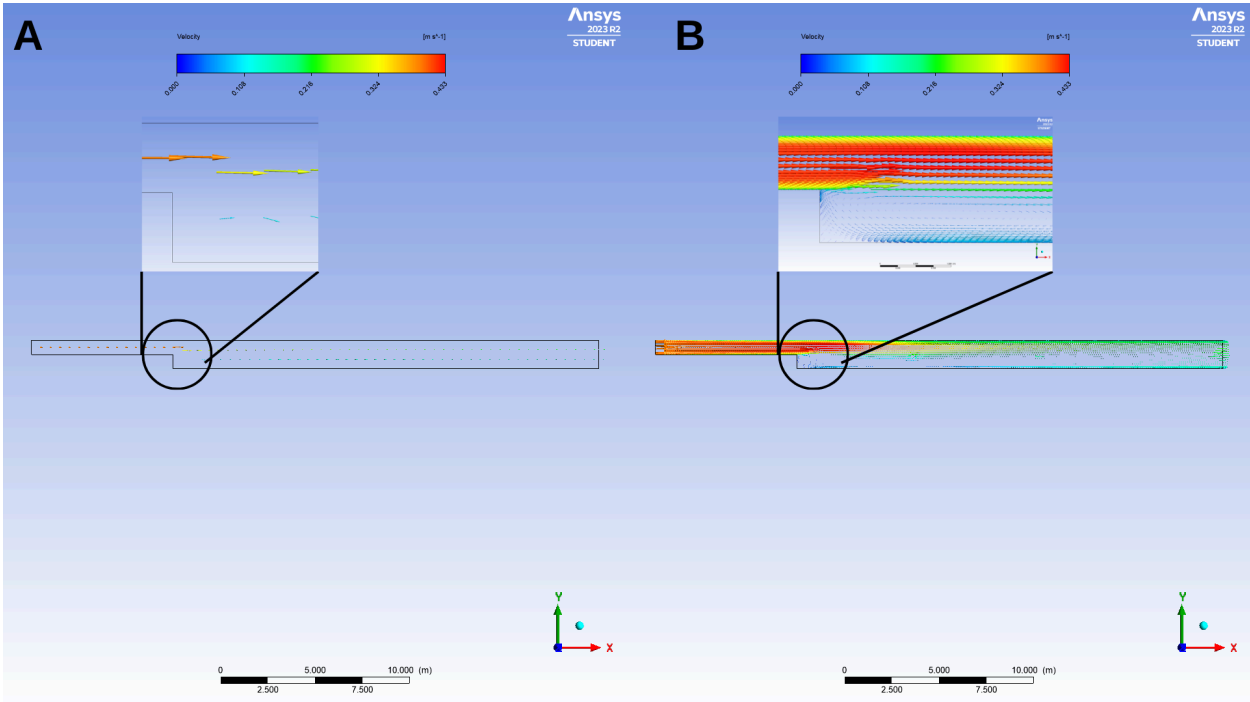 A
Ansys
2023 R2
STUDENT
Velocity
[m s^-1]
0.000
0.108
0.216
0.324
0.433
0
5.000
10.000 (m)
2.500
7.500
Y
X
B
Ansys
2023 R2
STUDENT
Velocity
[m s^-1]
0.000
0.108
0.216
0.324
0.433
Ansys
0
5.000
10.000 (m)
2.500
7.500
Y
X